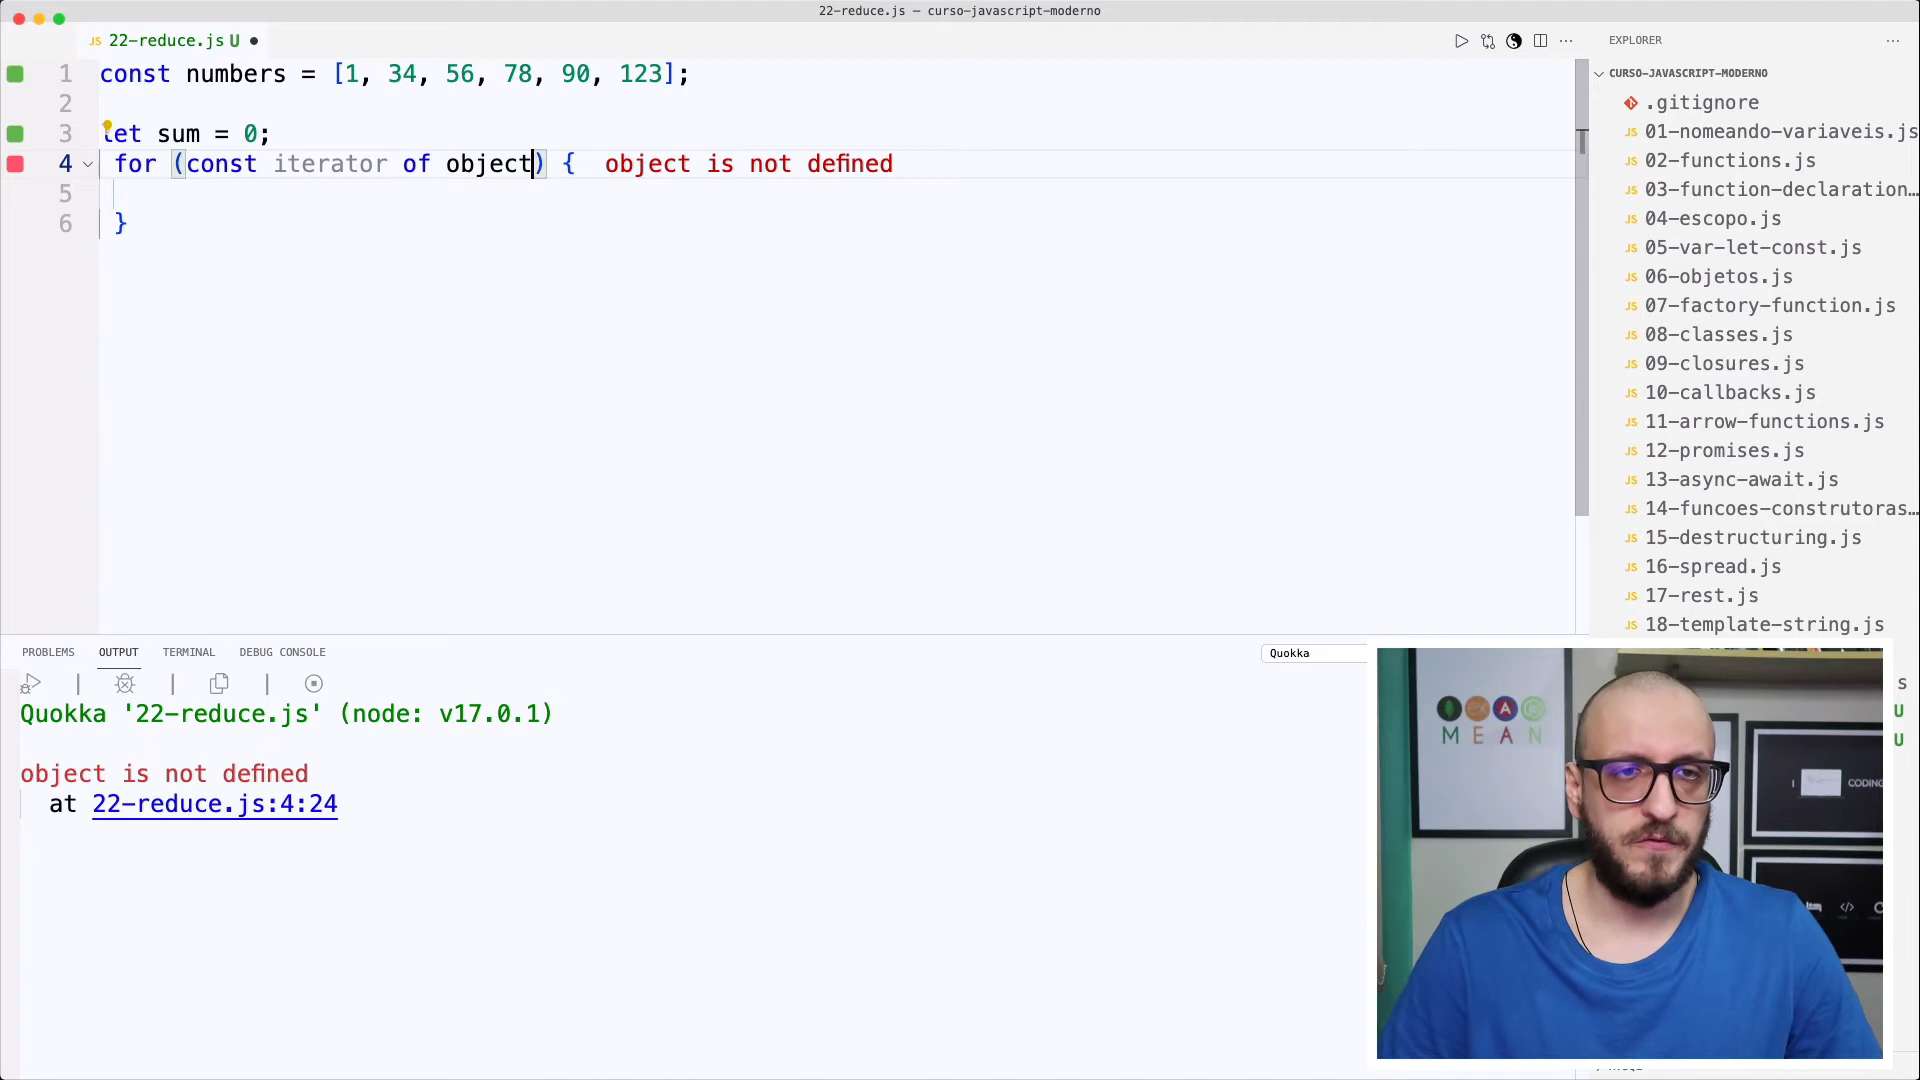 22-reduce.js — curso-javascript-moderno
JS 22-reduce.js U
1 const numbers = [1, 34, 56, 78, 90, 123];
2
3 let sum = 0;
4 for (const iterator of object) { object is not defined
5
6 }
PROBLEMS OUTPUT TERMINAL DEBUG CONSOLE
Quokka
Quokka '22-reduce.js' (node: v17.0.1)
object is not defined
at 22-reduce.js:4:24
EXPLORER
CURSO-JAVASCRIPT-MODERNO
.gitignore
JS 01-nomeando-variaveis.js
JS 02-functions.js
JS 03-function-declaration...
JS 04-escopo.js
JS 05-var-let-const.js
JS 06-objetos.js
JS 07-factory-function.js
JS 08-classes.js
JS 09-closures.js
JS 10-callbacks.js
JS 11-arrow-functions.js
JS 12-promises.js
JS 13-async-await.js
JS 14-funcoes-construtoras...
JS 15-destructuring.js
JS 16-spread.js
JS 17-rest.js
JS 18-template-string.js
S
U
U
MEAN
I
CODING